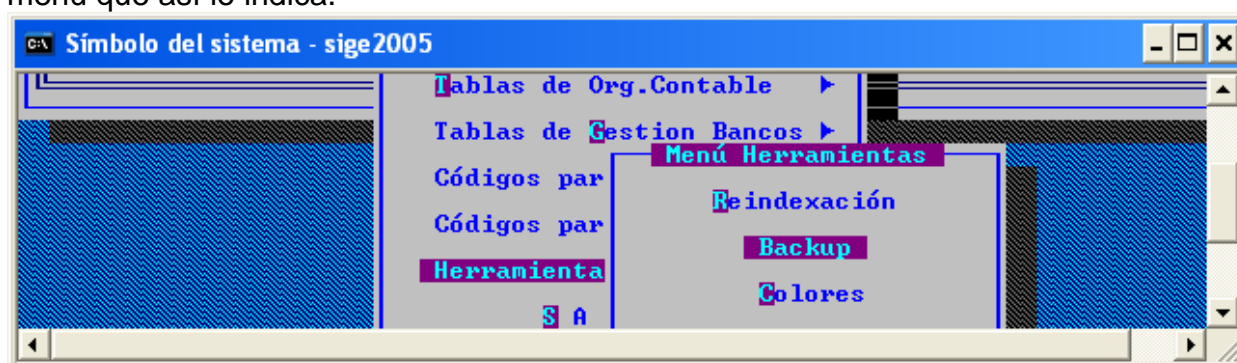 menú que así lo indica.
Símbolo del sistema - sige2005
Tablas de Org.Contable
Tablas de Gestion Bancos
Menú Herramientas
Códigos par
Reindexación
Códigos par
Backup
Herramienta
Colores
S A